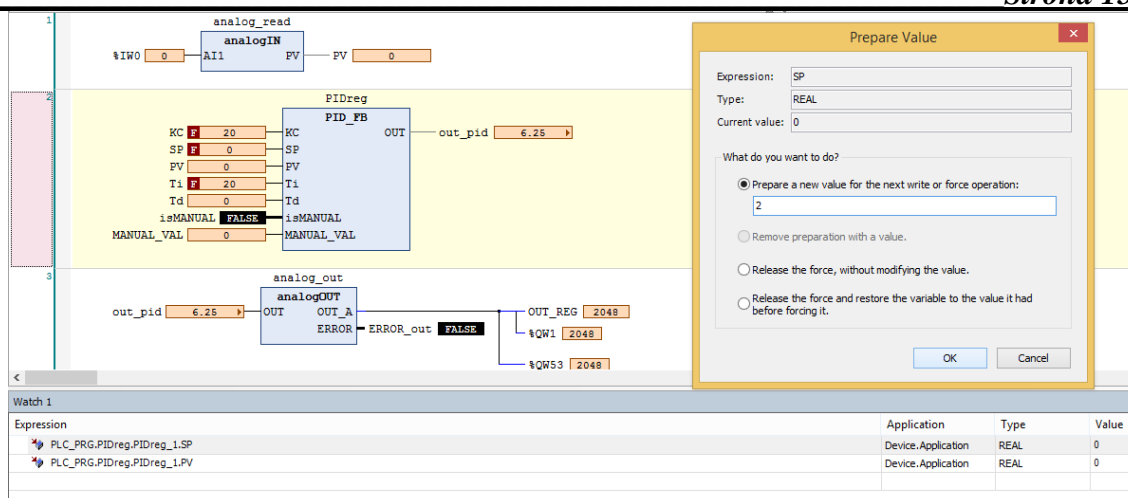 Strona 13
1
analog_read
analogIN
%IW0 0 AI1 PV PV 0
2
PIDreg
PID_FB
KC F 20 KC OUT out_pid 6.25
SP F 0 SP
PV 0 PV
Ti F 20 Ti
Td 0 Td
isMANUAL FALSE isMANUAL
MANUAL_VAL 0 MANUAL_VAL
3
analog_out
analogOUT
out_pid 6.25 OUT OUT_A OUT_REG 2048
ERROR ERROR_out FALSE %QW1 2048
%QW53 2048
Prepare Value
Expression: SP
Type: REAL
Current value: 0
What do you want to do?
Prepare a new value for the next write or force operation:
2
Remove preparation with a value.
Release the force, without modifying the value.
Release the force and restore the variable to the value it had
before forcing it.
OK Cancel
Watch 1
Expression Application Type Value
PLC_PRG.PIDreg.PIDreg_1.SP Device.Application REAL 0
PLC_PRG.PIDreg.PIDreg_1.PV Device.Application REAL 0